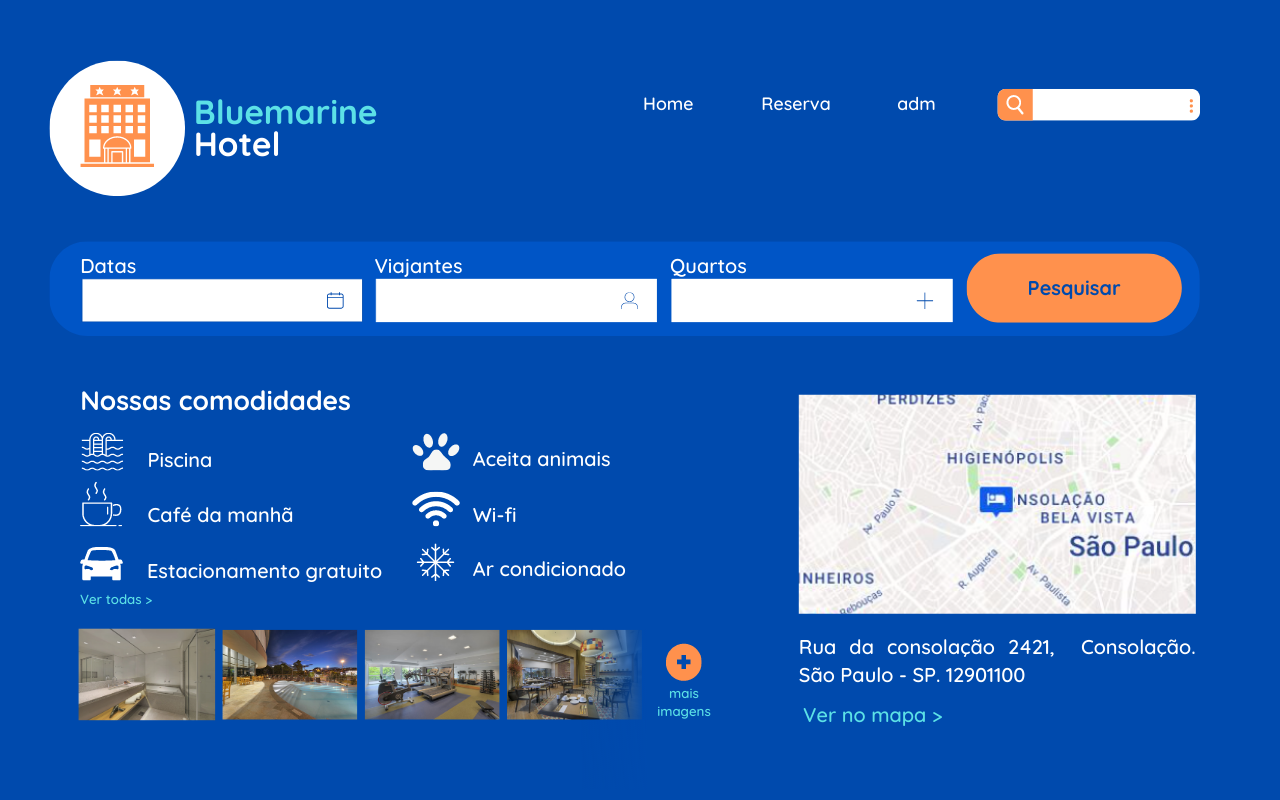 Bluemarine
Hotel
Home
Reserva
adm
Datas
Viajantes
Quartos
Pesquisar
Nossas comodidades
Piscina
Aceita animais
Café da manhã
Wi-fi
Estacionamento gratuito
Ar condicionado
Ver todas >
mais
imagens
PERDIZES
Av. Pac
HIGIENÓPOLIS
NSOLAÇÃO
BELA VISTA
Av. Paulo VI
São Paulo
NHEIROS
R. Augusta
Av. Paulista
Rebouças
Rua da consolação 2421, Consolação.
São Paulo - SP. 12901100
Ver no mapa >